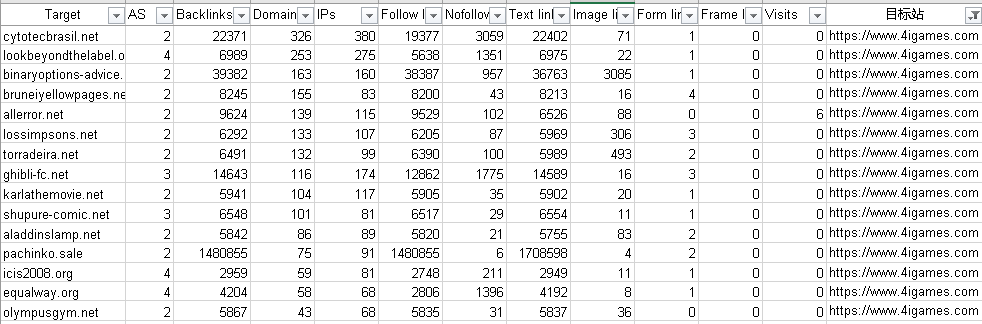 Target AS Backlinks Domain IPs Follow l Nofollow Text linl Image li Form lin Frame l Visits 目标站
cytotecbrasil.net 2 22371 326 380 19377 3059 22402 71 1 0 0 https://www.4igames.com
lookbeyondthelabel.o 4 6989 253 275 5638 1351 6975 22 1 0 0 https://www.4igames.com
binaryoptions-advice. 2 39382 163 160 38387 957 36763 3085 1 0 0 https://www.4igames.com
bruneiyellowpages.ne 2 8245 155 83 8200 43 8213 16 4 0 0 https://www.4igames.com
allerror.net 2 9624 139 115 9529 102 6526 88 0 0 6 https://www.4igames.com
lossimpsons.net 2 6292 133 107 6205 87 5969 306 3 0 0 https://www.4igames.com
torradeira.net 2 6491 132 99 6390 100 5989 493 2 0 0 https://www.4igames.com
ghibli-fc.net 3 14643 116 174 12862 1775 14589 16 3 0 0 https://www.4igames.com
karlathemovie.net 2 5941 104 117 5905 35 5902 20 1 0 0 https://www.4igames.com
shupure-comic.net 3 6548 101 81 6517 29 6554 11 1 0 0 https://www.4igames.com
aladdinslamp.net 2 5842 86 89 5820 21 5755 83 2 0 0 https://www.4igames.com
pachinko.sale 2 1480855 75 91 1480855 6 1708598 4 2 0 0 https://www.4igames.com
icis2008.org 4 2959 59 81 2748 211 2949 11 1 0 0 https://www.4igames.com
equalway.org 4 4204 58 68 2806 1396 4192 8 1 0 0 https://www.4igames.com
olympusgym.net 2 5867 43 68 5835 31 5837 36 0 0 0 https://www.4igames.com